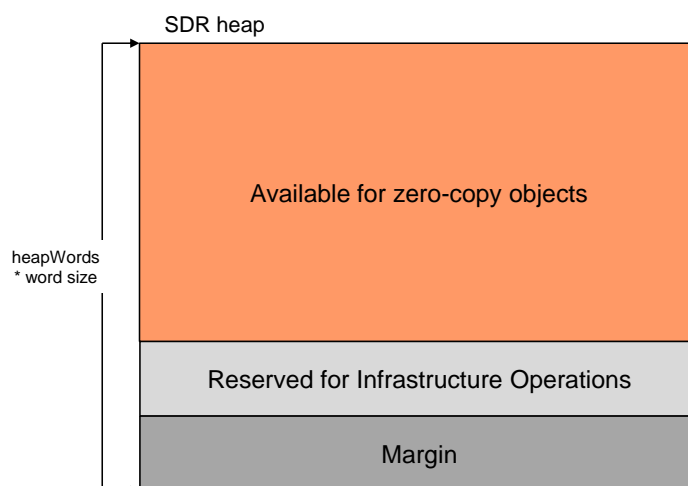 SDR heap
Available for zero-copy objects
heapWords
* word size
Reserved for Infrastructure Operations
Margin